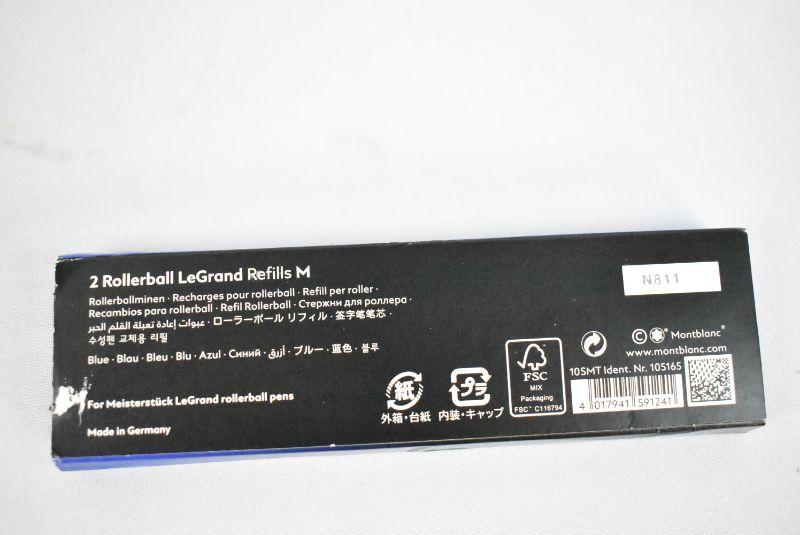 2 Rollerball LeGrand Refills M
Rollerballminen · Recharges pour rollerball · Refill per roller ·
Recambios para rollerball · Refil Rollerball · Стержни для роллера ·
عبوات إعادة تعبئة القلم الحبر · ローラーボール リフィル · 签字笔笔芯 ·
수성펜 교체용 리필
Blue · Blau · Bleu · Blu · Azul · Синий · أزرق · ブルー · 蓝色 · 블루
For Meisterstück LeGrand rollerball pens
Made in Germany
紙
外箱・台紙
プラ
内装・キャップ
FSC
MIX
Packaging
FSC™ C116794
N811
© Montblanc®
www.montblanc.com
10SMT Ident. Nr. 105165
4 017941 591241